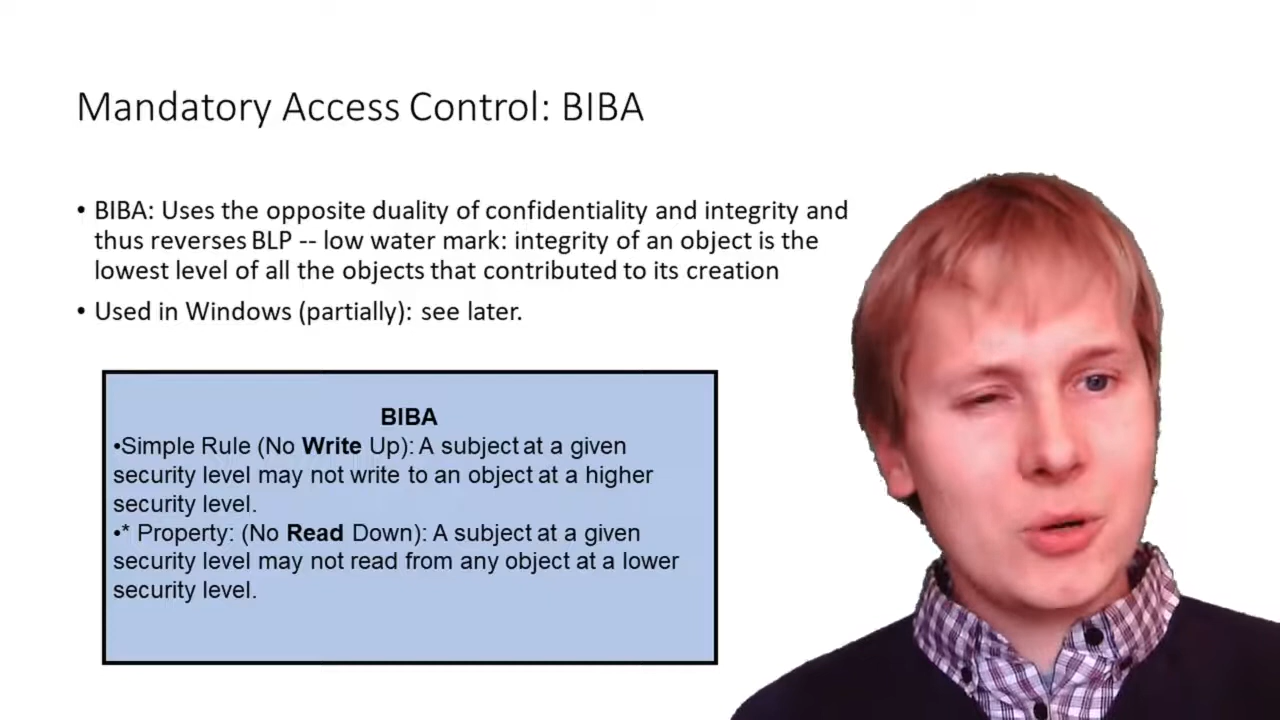 Mandatory Access Control: BIBA
• BIBA: Uses the opposite duality of confidentiality and integrity and
thus reverses BLP -- low water mark: integrity of an object is the
lowest level of all the objects that contributed to its creation
• Used in Windows (partially): see later.
BIBA
•Simple Rule (No Write Up): A subject at a given
security level may not write to an object at a higher
security level.
•* Property: (No Read Down): A subject at a given
security level may not read from any object at a lower
security level.